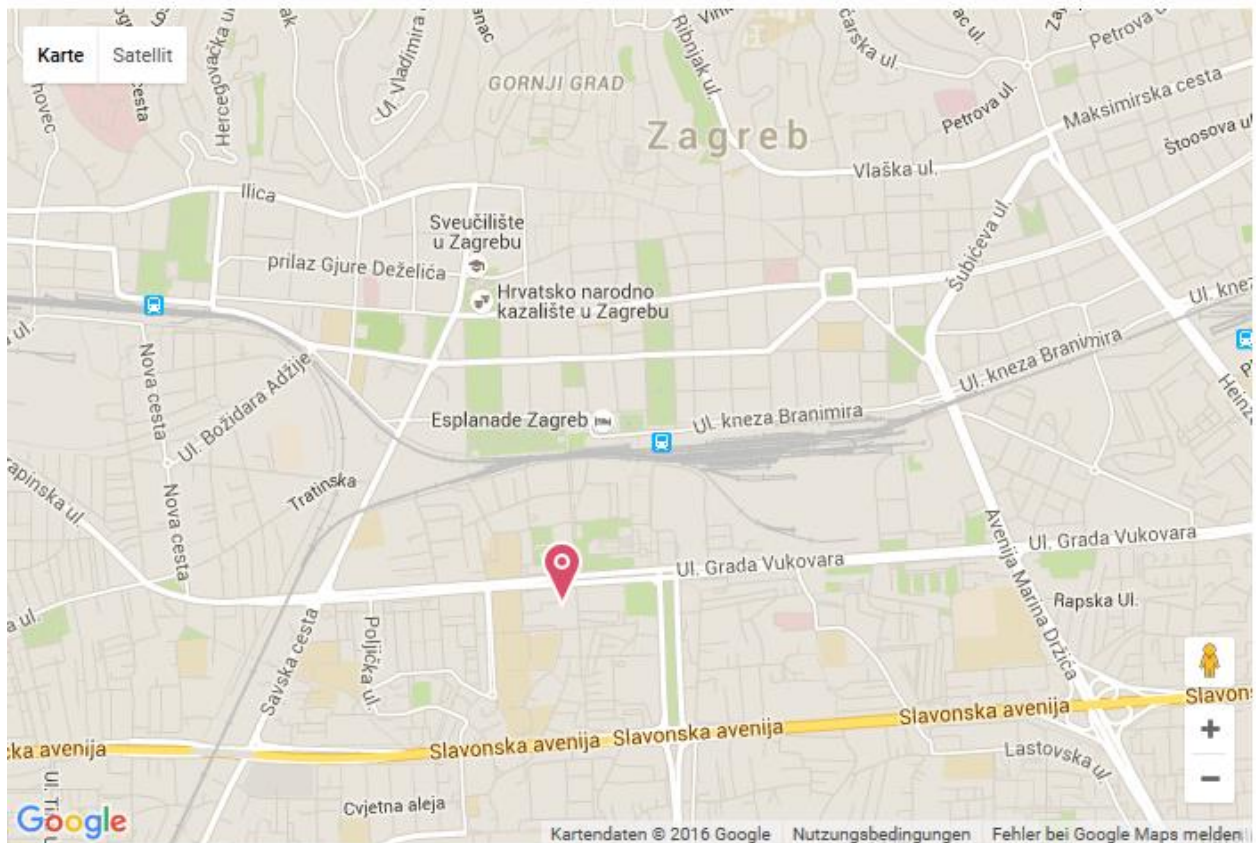 Karte
Satellit
GORNJI GRAD
Zagreb
Hercegovačka ul.
Ul. Vladimira
Ribnjak ul.
Petrova ul.
Petrova ul.
Maksimirska cesta
Štoosova ul
Vlaška ul.
Ilica
Sveučilište
u Zagrebu
prilaz Gjure Deželića
Hrvatsko narodno
kazalište u Zagrebu
Šubićeva ul.
Ul. kneza Branimira
Nova cesta
Ul. Božidara Adžije
Esplanade Zagreb
Ul. kneza Branimira
Tratinska
Nova cesta
Ul. Grada Vukovara
Ul. Grada Vukovara
Avenija Marina Držića
Rapska Ul.
Poljička ul.
Savska cesta
Slavonska avenija
Slavonska avenija
Slavonska avenija
Lastovska ul
Cvjetna aleja
Google
Kartendaten © 2016 Google
Nutzungsbedingungen
Fehler bei Google Maps melden